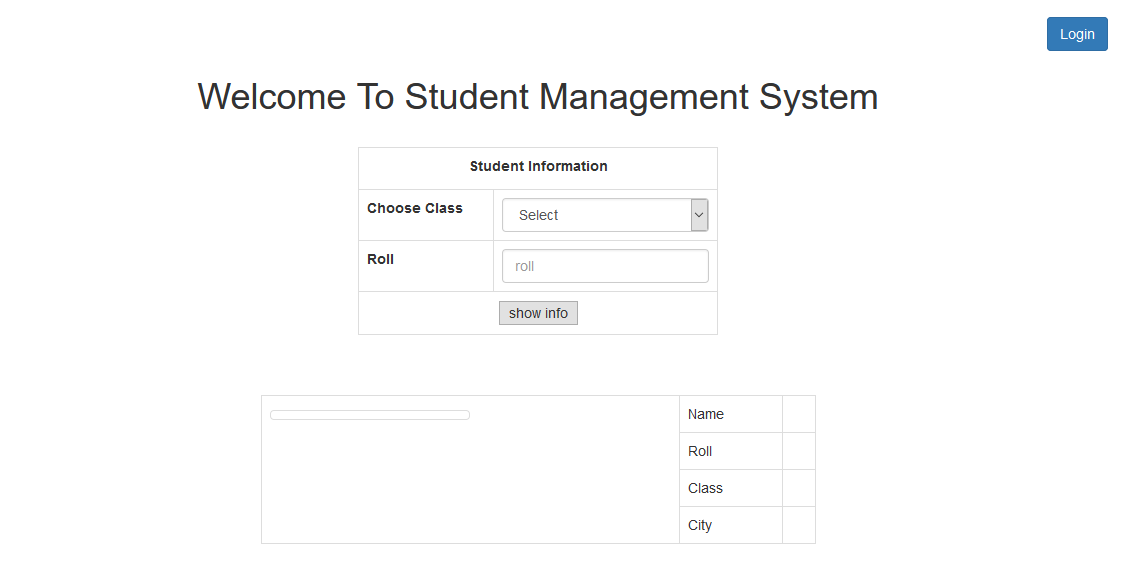 Login
Welcome To Student Management System
Student Information
Choose Class
Select
Roll
roll
show info
Name
Roll
Class
City